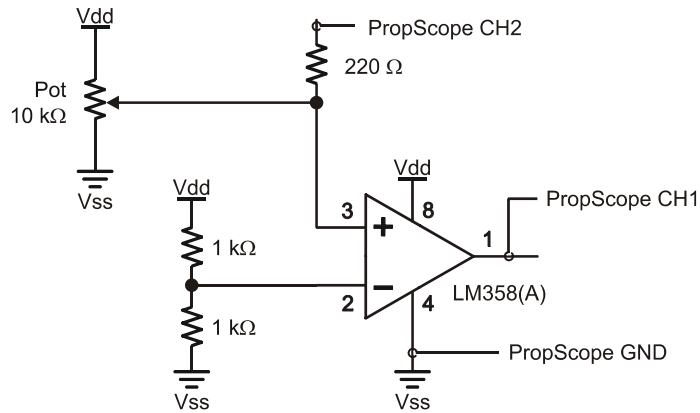 Vdd
PropScope CH2
220 Ω
Pot
10 kΩ
Vss
Vdd
Vdd
1 kΩ
3
+
8
1
PropScope CH1
2
−
4
LM358(A)
1 kΩ
PropScope GND
Vss
Vss